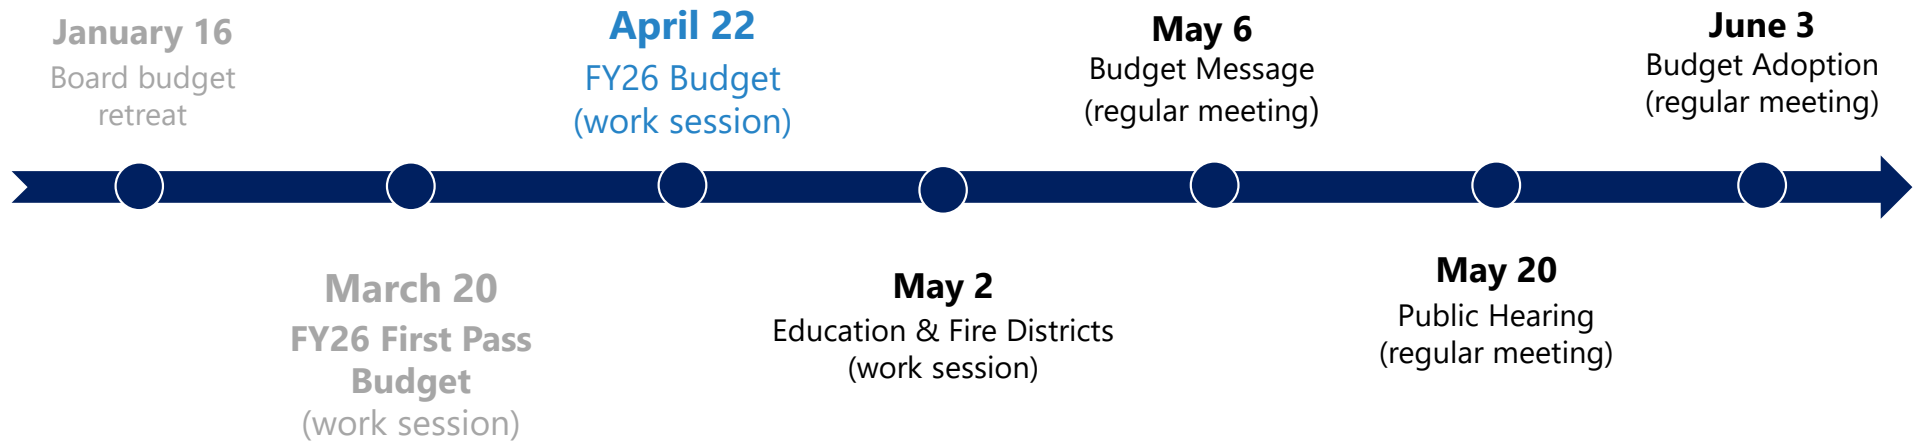 January 16
Board budget
retreat
March 20
FY26 First Pass
Budget
(work session)
April 22
FY26 Budget
(work session)
May 2
Education & Fire Districts
(work session)
May 6
Budget Message
(regular meeting)
May 20
Public Hearing
(regular meeting)
June 3
Budget Adoption
(regular meeting)